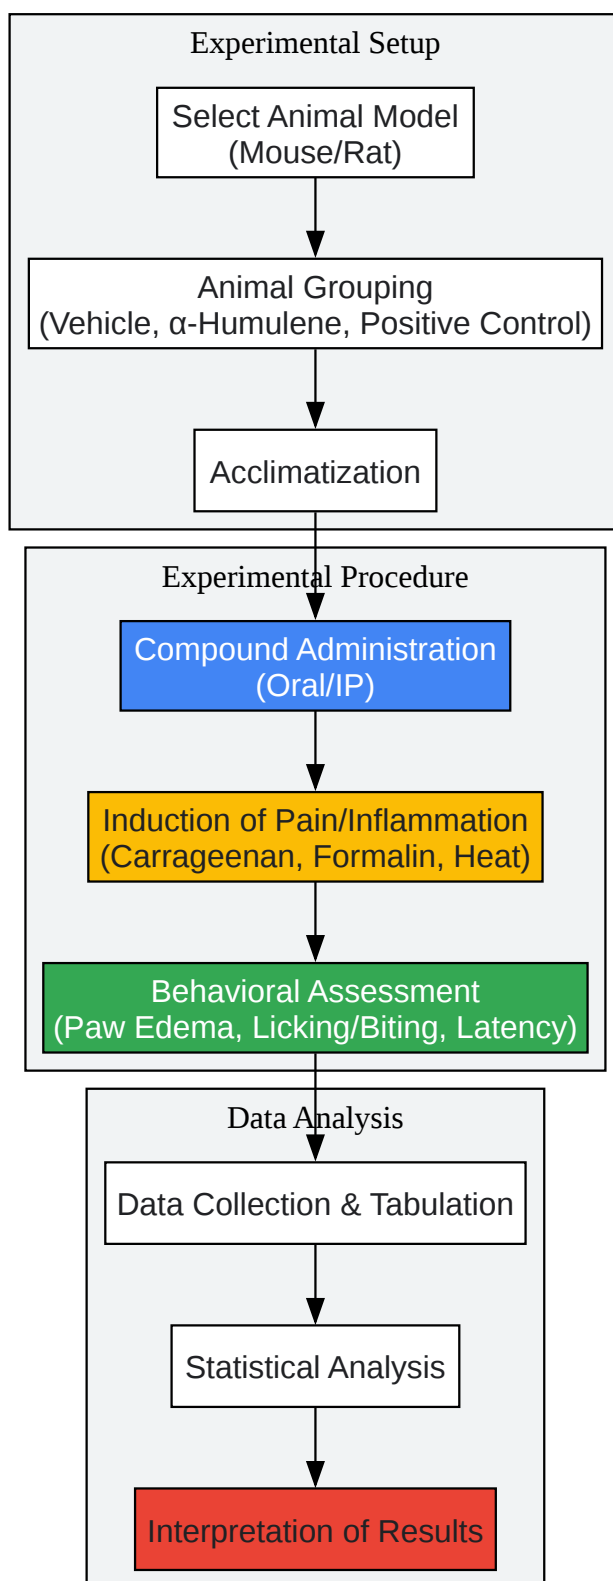 Experimental Setup
Select Animal Model
(Mouse/Rat)
Animal Grouping
(Vehicle, α-Humulene, Positive Control)
Acclimatization
Experimental Procedure
Compound Administration
(Oral/IP)
Induction of Pain/Inflammation
(Carrageenan, Formalin, Heat)
Behavioral Assessment
(Paw Edema, Licking/Biting, Latency)
Data Analysis
Data Collection & Tabulation
Statistical Analysis
Interpretation of Results